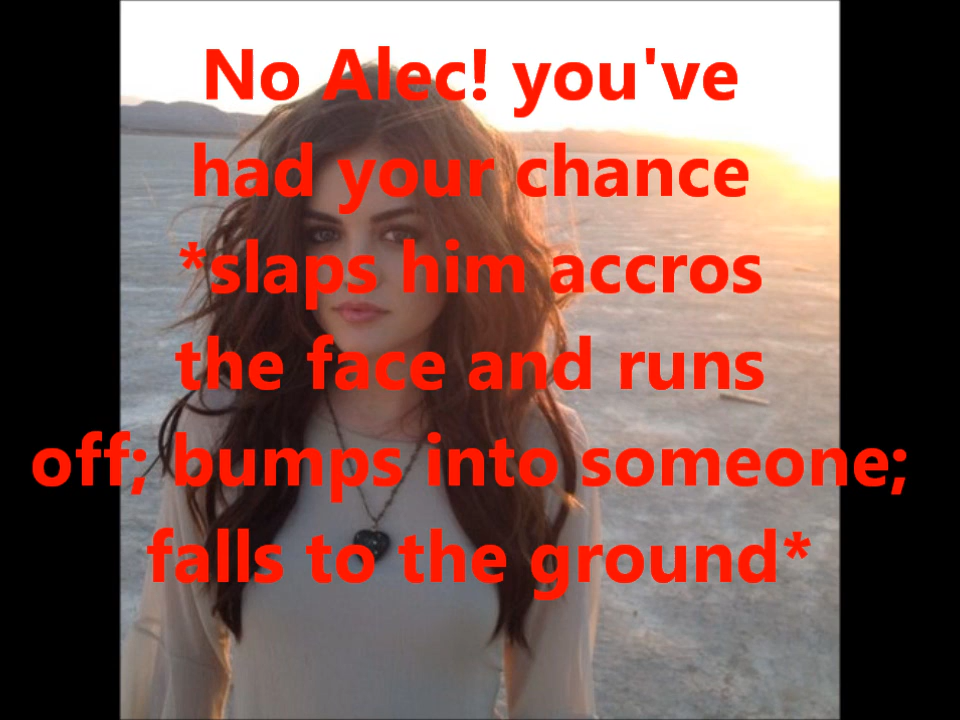 No Alec! you've
had your chance
*slaps him accros
the face and runs
off; bumps into someone;
falls to the ground*